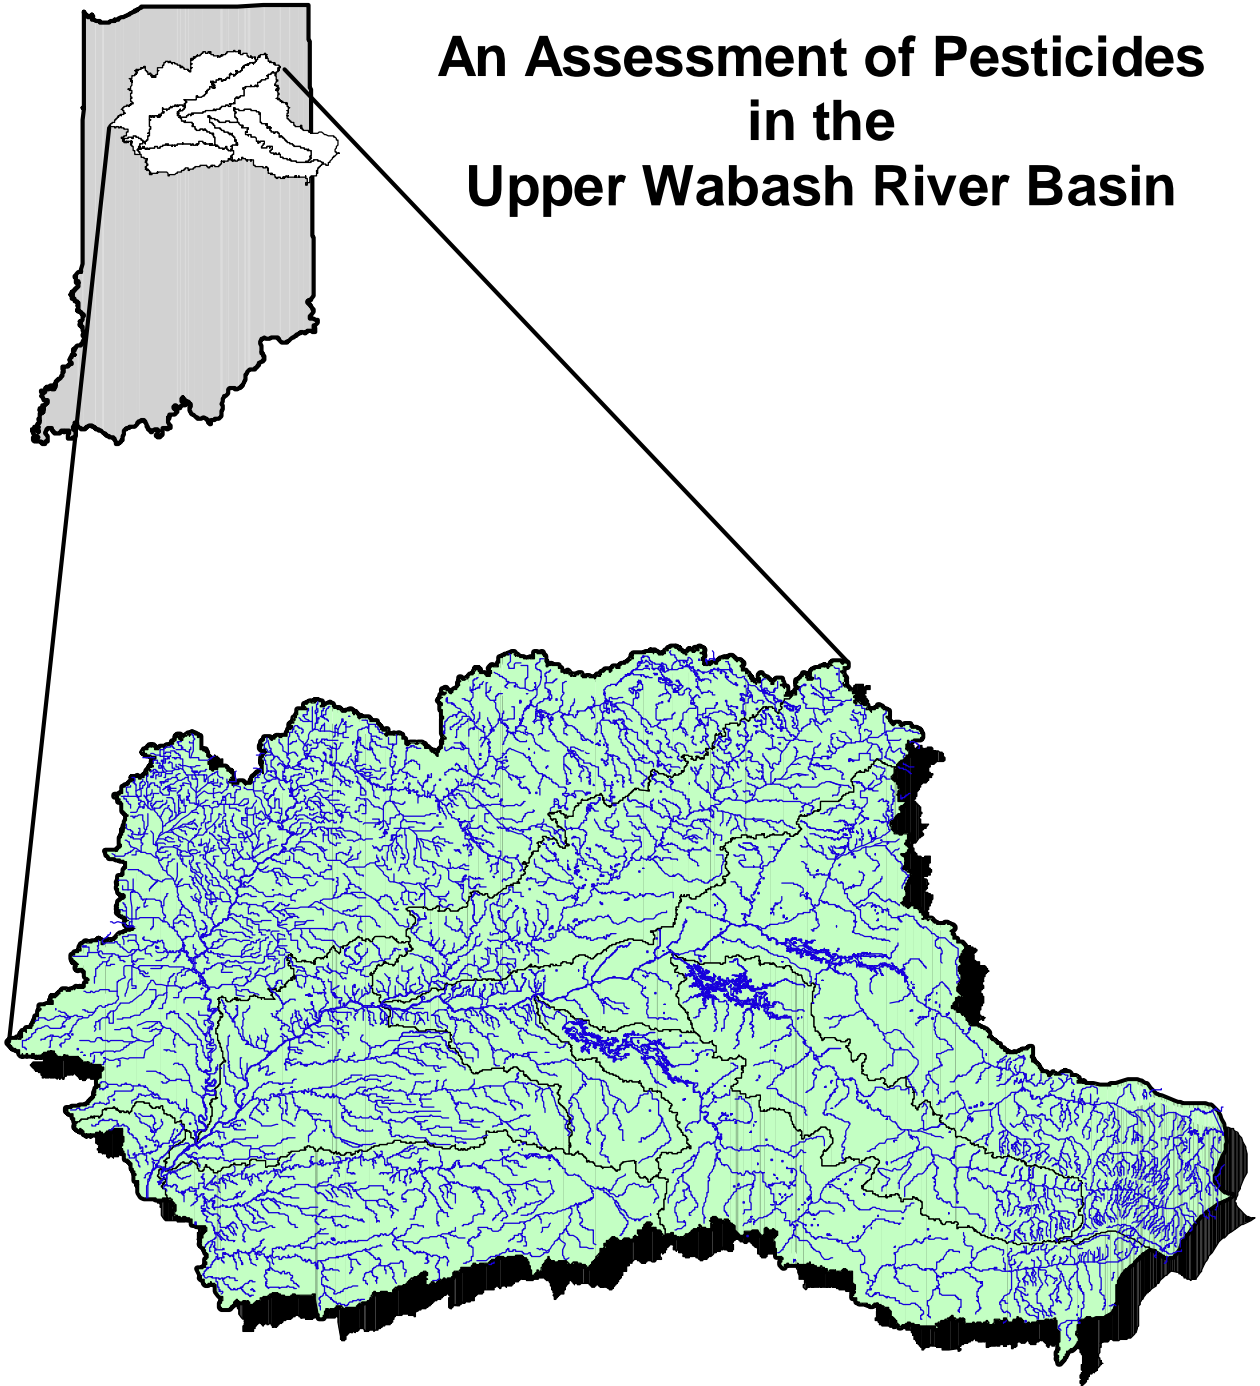 An Assessment of Pesticides
in the
Upper Wabash River Basin